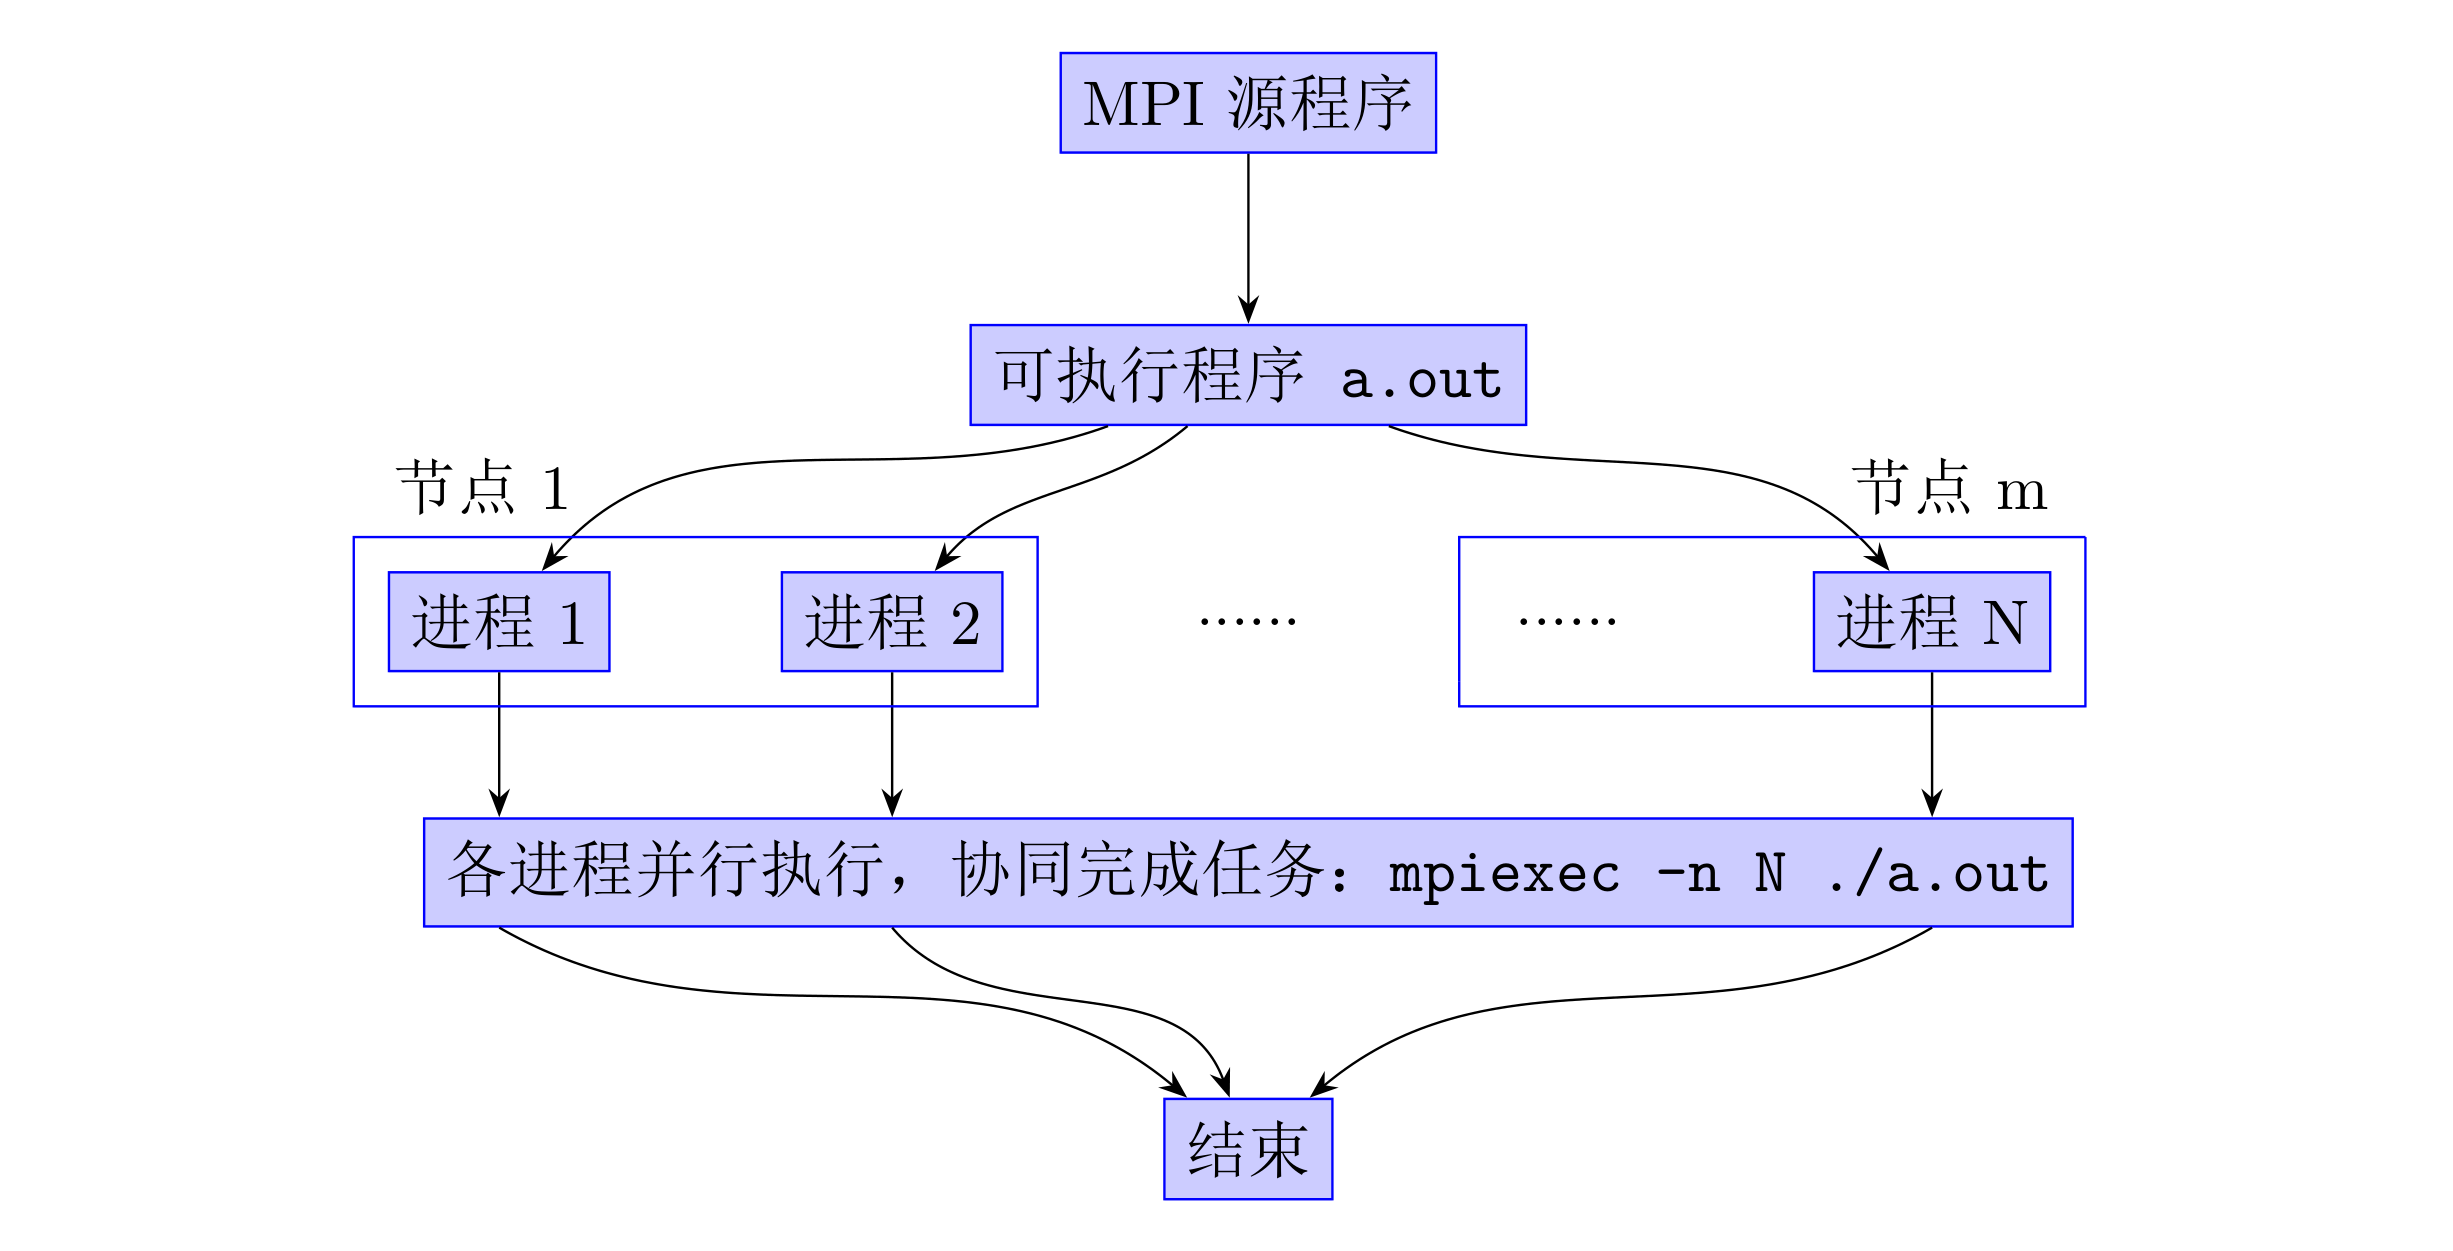 MPI 源程序
可执行程序 a.out
节点 1
节点 m
进程 1
进程 2
······
······
进程 N
各进程并行执行，协同完成任务：mpiexec -n N ./a.out
结束